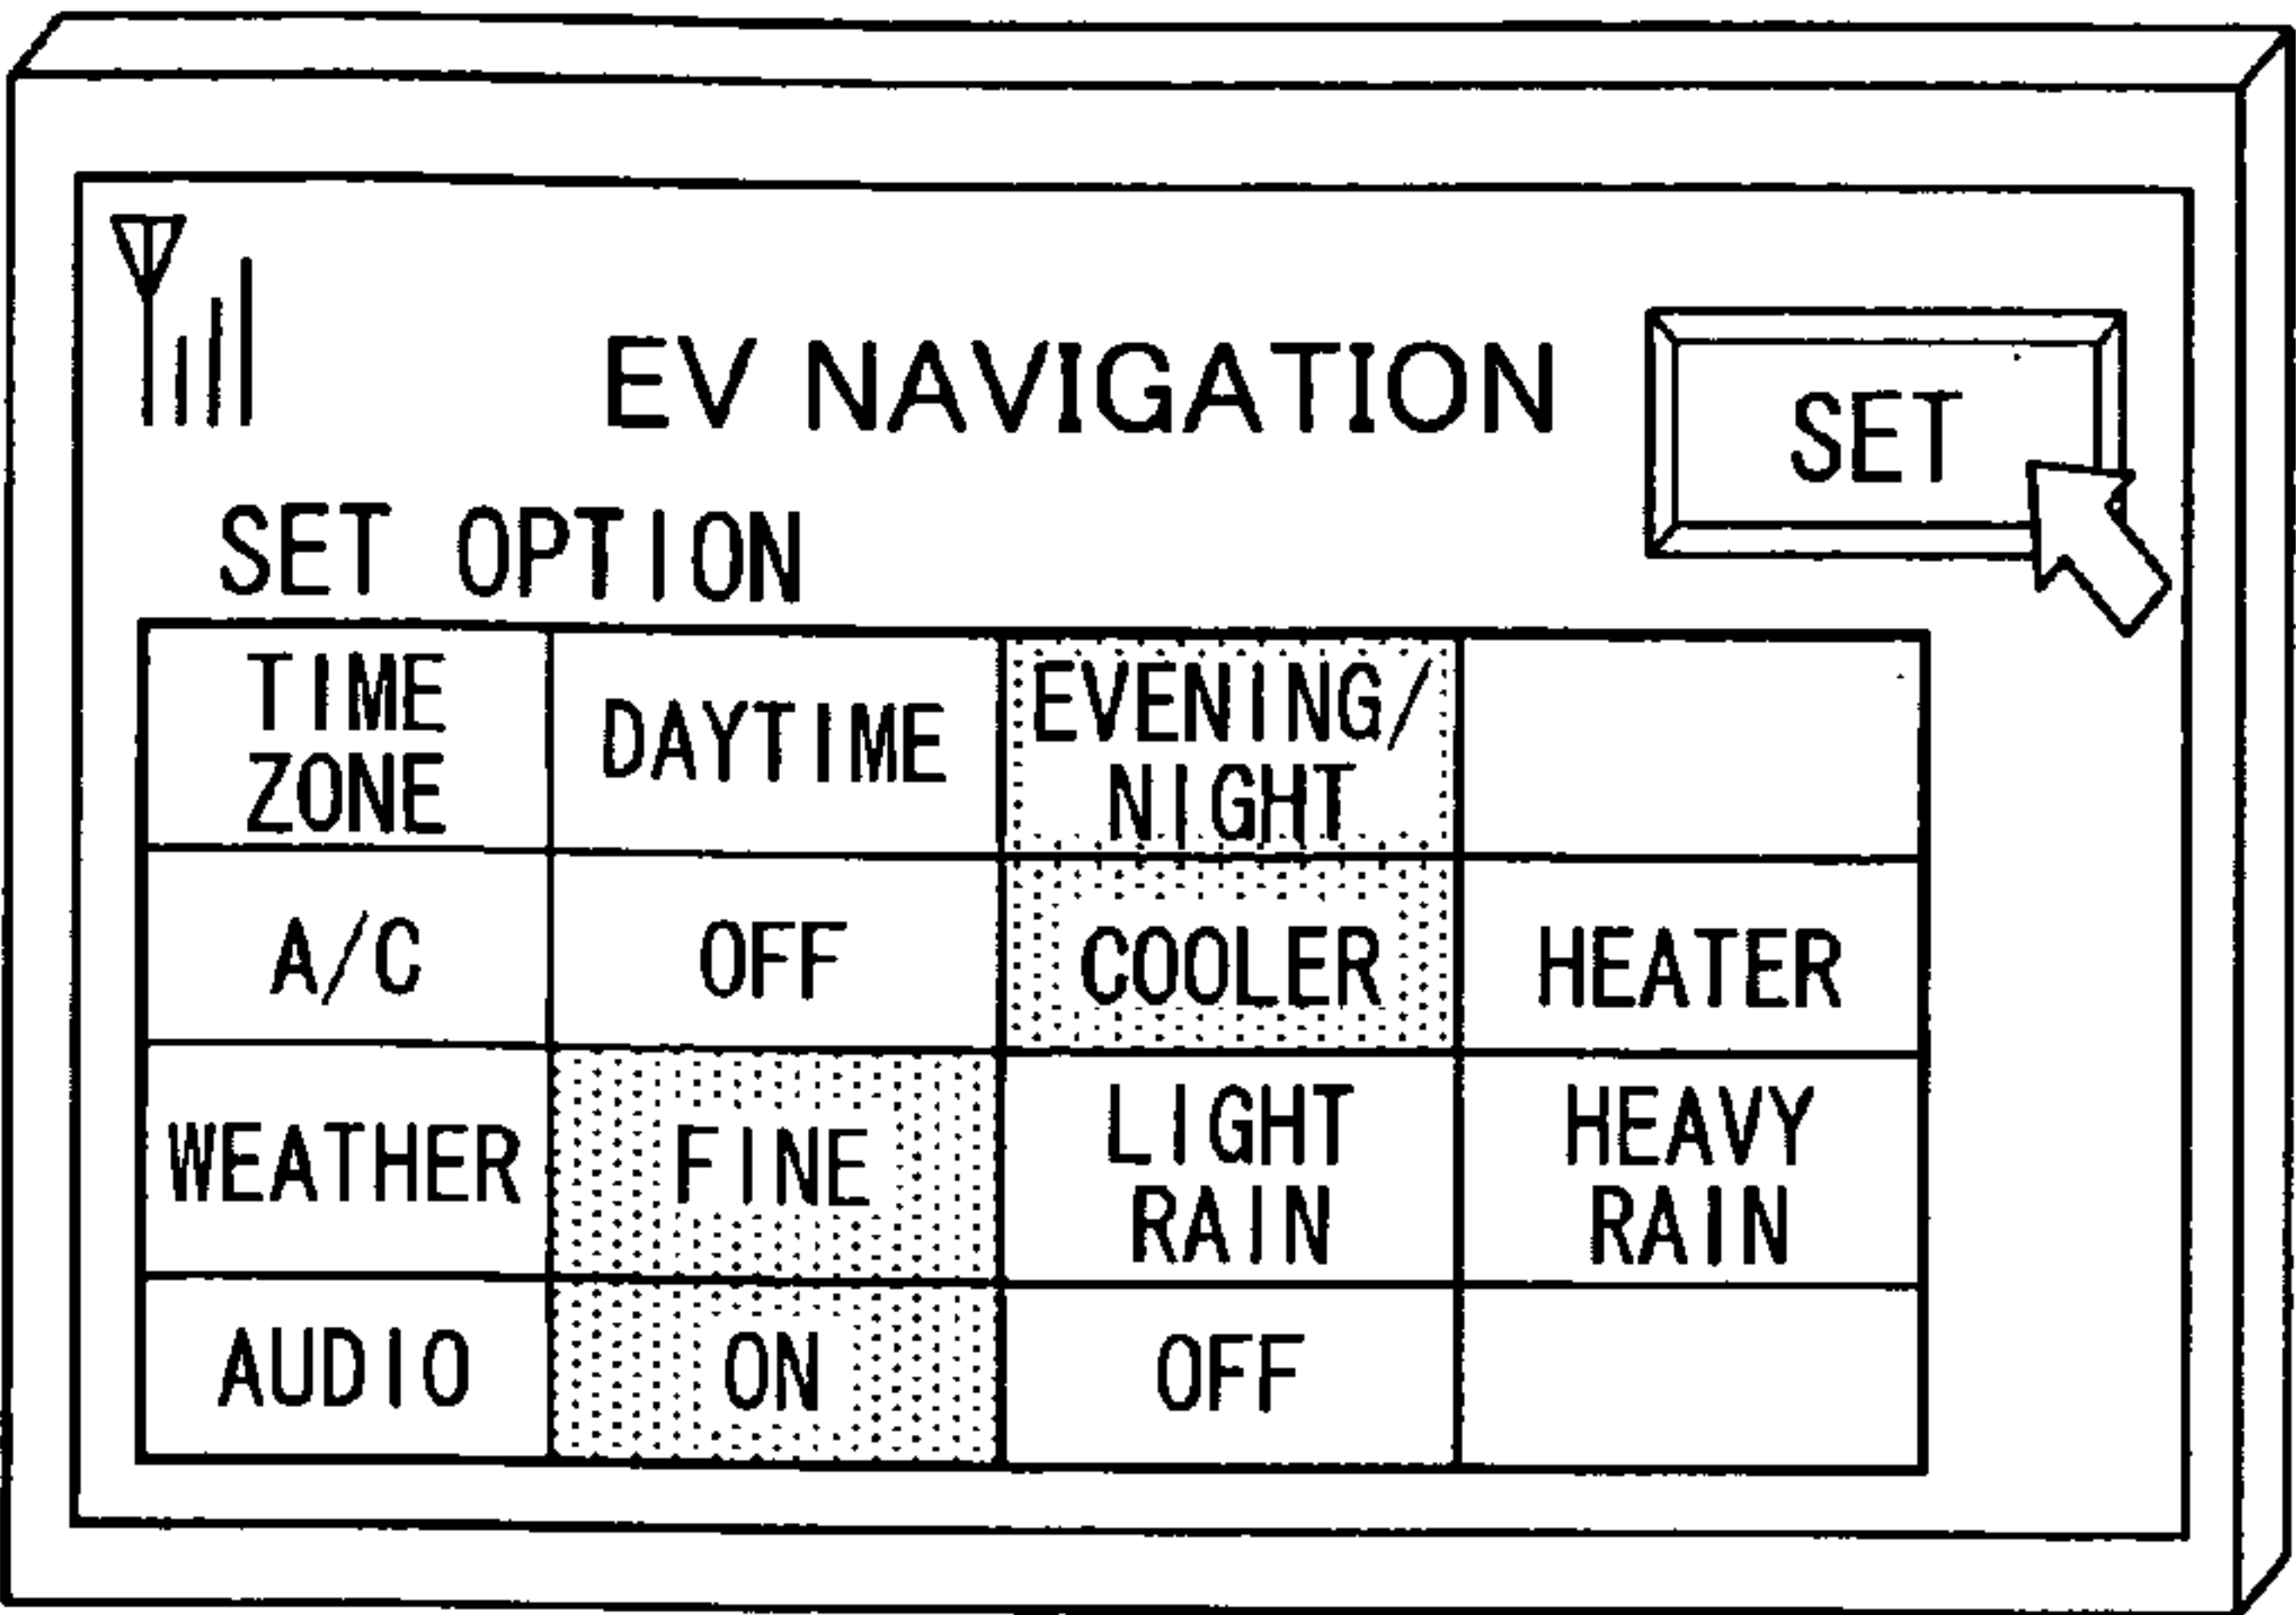 EV NAVIGATION
SET
SET OPTION
TIME
ZONE
DAYTIME
EVENING/
NIGHT
A/C
OFF
COOLER
HEATER
WEATHER
FINE
LIGHT
RAIN
HEAVY
RAIN
AUDIO
ON
OFF